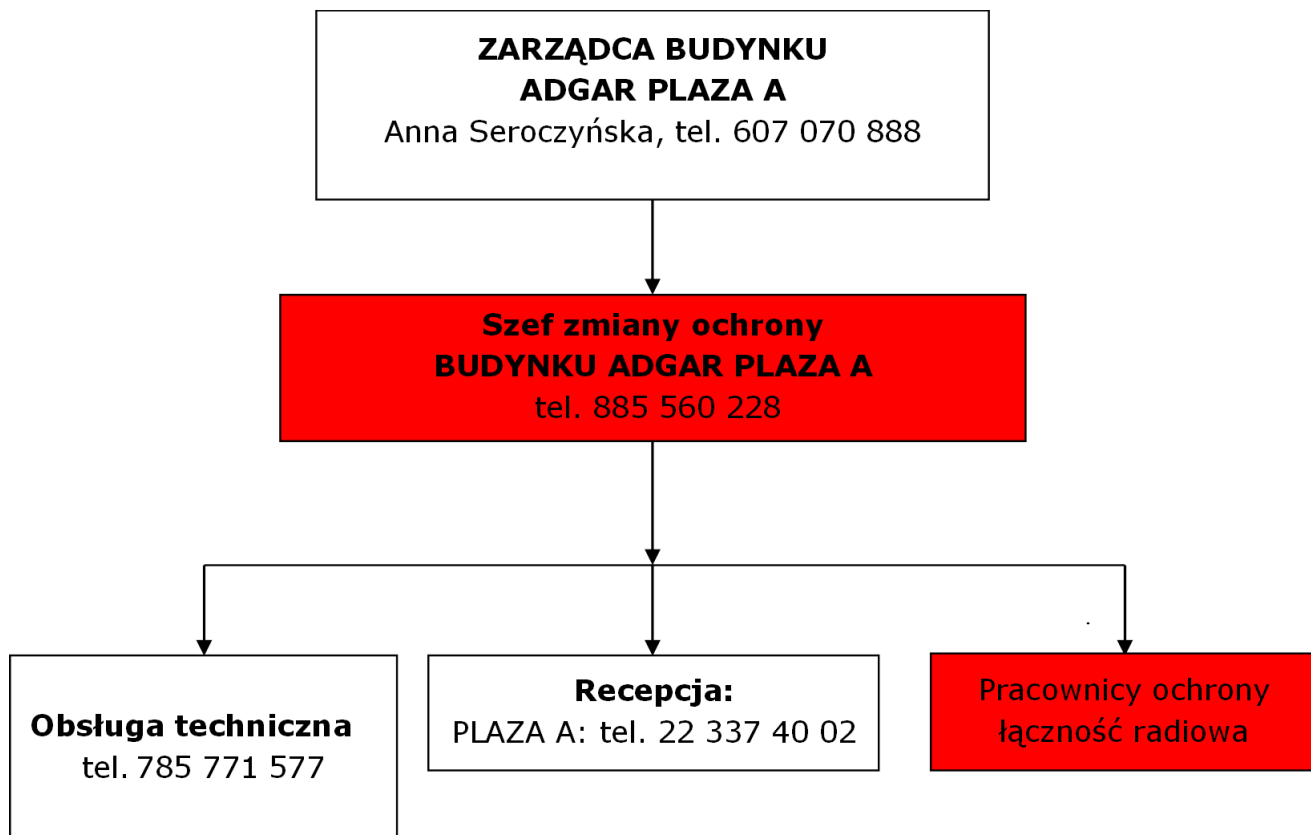 ZARZĄDCA BUDYNKU
ADGAR PLAZA A
Anna Seroczyńska, tel. 607 070 888
Szef zmiany ochrony
BUDYNKU ADGAR PLAZA A
tel. 885 560 228
Obsługa techniczna
tel. 785 771 577
Recepcja:
PLAZA A: tel. 22 337 40 02
Pracownicy ochrony
łączność radiowa